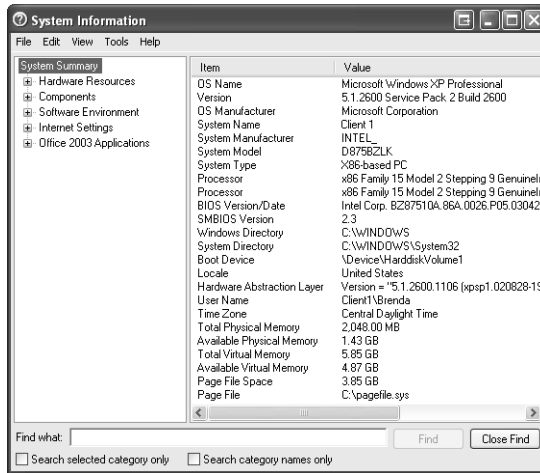 System Information
File Edit View Tools Help
System Summary
Hardware Resources
Components
Software Environment
Internet Settings
Office 2003 Applications
Item Value
OS Name Microsoft Windows XP Professional
Version 5.1.2600 Service Pack 2 Build 2600
OS Manufacturer Microsoft Corporation
System Name Client 1
System Manufacturer INTEL_
System Model D875BZLK
System Type X86-based PC
Processor x86 Family 15 Model 2 Stepping 9 GenuineIn
Processor x86 Family 15 Model 2 Stepping 9 GenuineIn
BIOS Version/Date Intel Corp. BZ87510A.86A.0026.P05.03042
SMBIOS Version 2.3
Windows Directory C:\WINDOWS
System Directory C:\WINDOWS\System32
Boot Device \Device\HarddiskVolume1
Locale United States
Hardware Abstraction Layer Version = "5.1.2600.1106 (xpsp1.020828-19
User Name Client1\Brenda
Time Zone Central Daylight Time
Total Physical Memory 2,048.00 MB
Available Physical Memory 1.43 GB
Total Virtual Memory 5.85 GB
Available Virtual Memory 4.87 GB
Page File Space 3.85 GB
Page File C:\pagefile.sys
Find what: Find Close Find
Search selected category only Search category names only